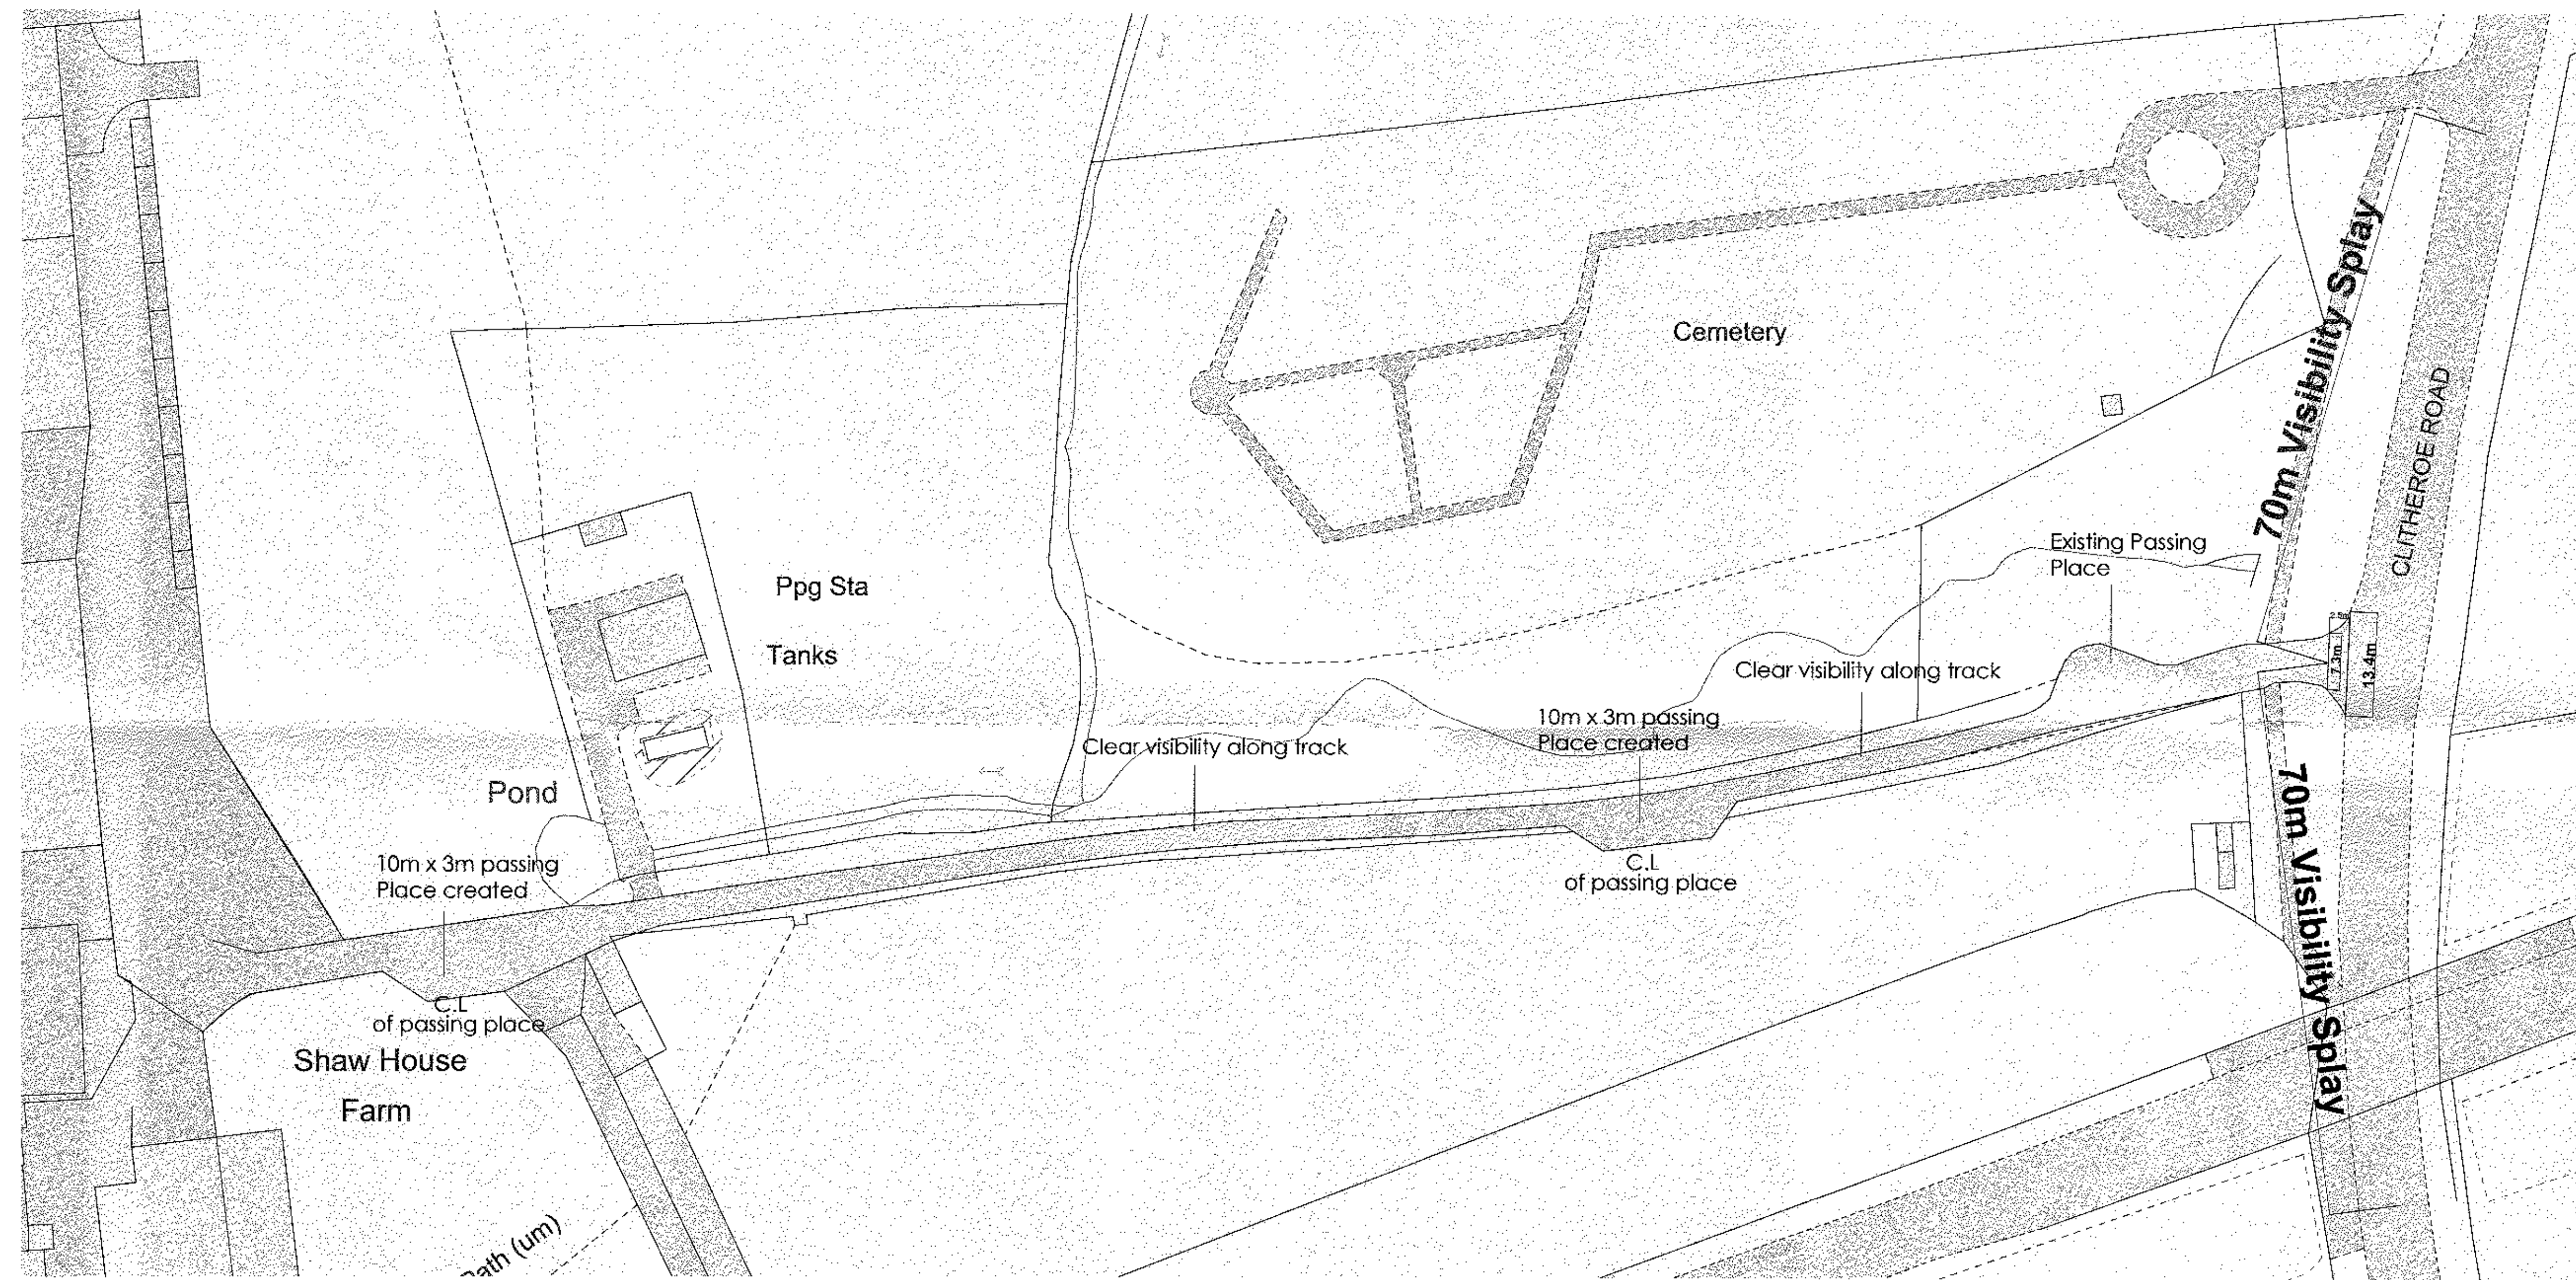 Cemetery
70m Visibility Splay
CLITHEROE ROAD
Existing Passing
Place
Ppg Sta
Tanks
Clear visibility along track
7.3m
13.4m
10m x 3m passing
Place created
Clear visibility along track
Pond
70m Visibility Splay
10m x 3m passing
Place created
C.L
of passing place
C.L
of passing place
Shaw House
Farm
Path (um)